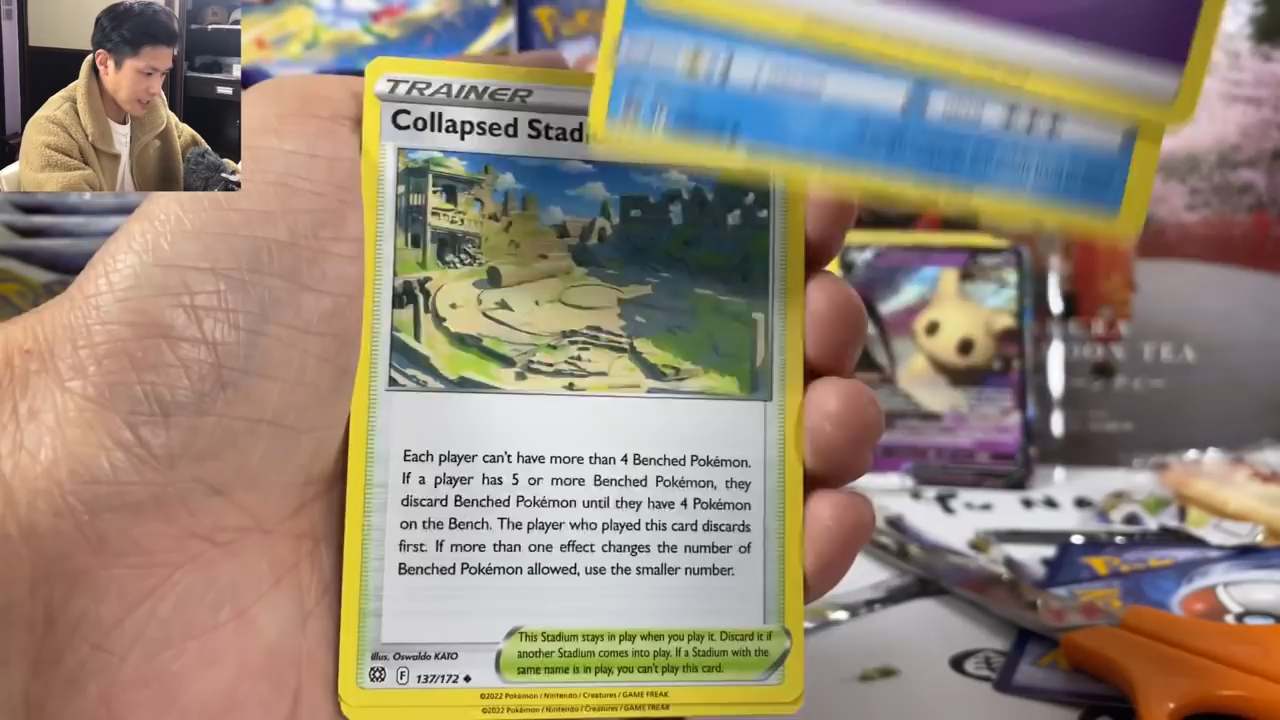 TRAINER
Collapsed
Each player can't have more than 4 Benched Pokémon.
If a player has 5 or more Benched Pokémon, they
discard Benched Pokémon until they have 4 Pokémon
on the Bench. The player who played this card discards
first. If more than one effect changes the number of
Benched Pokémon allowed, use the smaller number.
This Stadium stays in play when you play it. Discard it if
another Stadium comes into play. If a Stadium with the
same name is in play, you can't play this card.
Illus. Oswaldo KATO
F 137/172
©2022 Pokémon / Nintendo / Creatures / GAME FREAK
©2022 Pokémon / Nintendo / Creatures / GAME FREAK
TEA